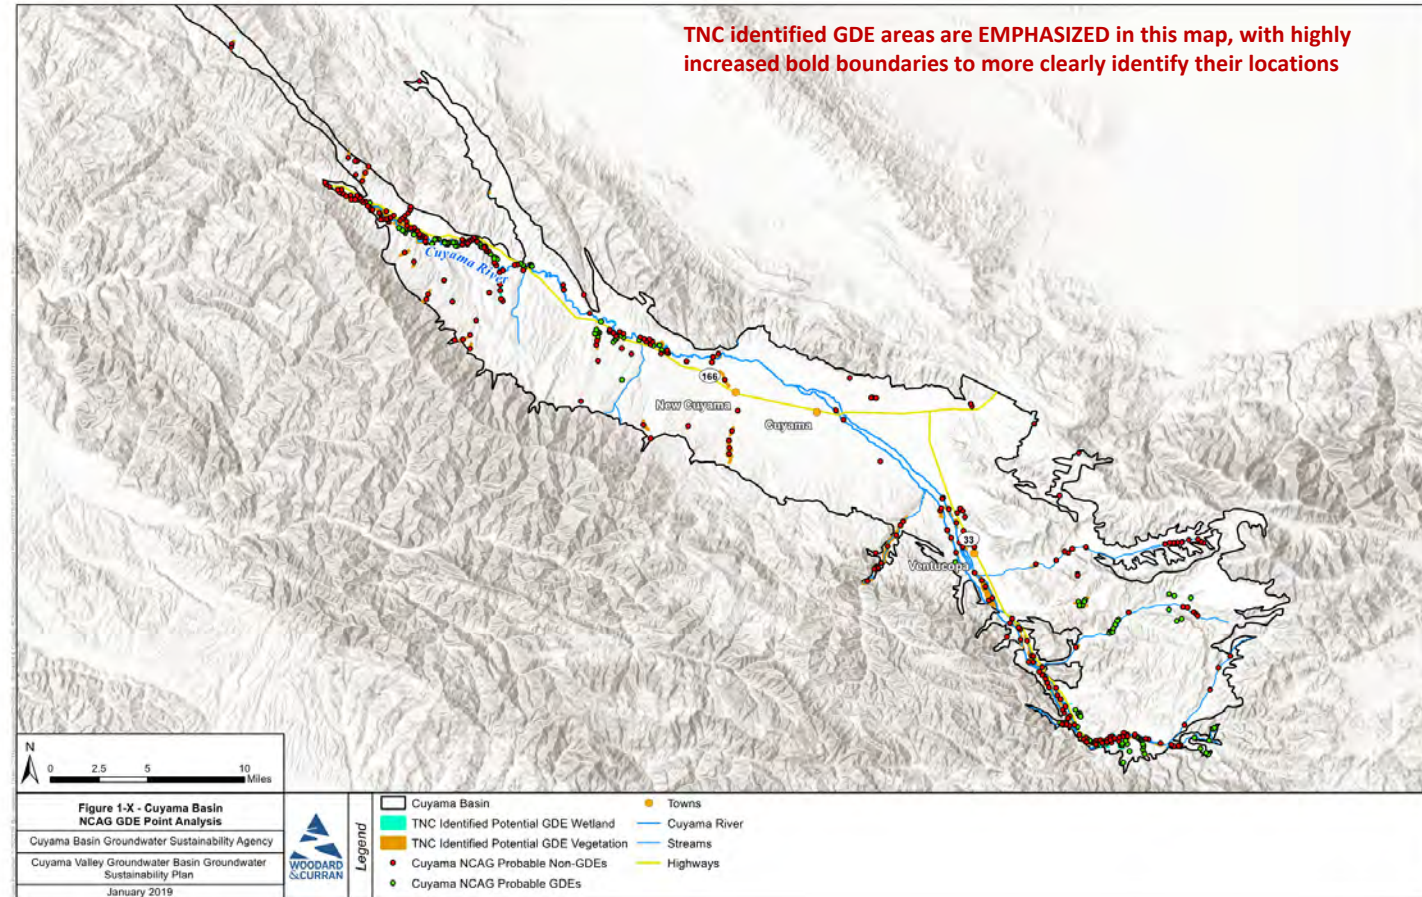 TNC identified GDE areas are EMPHASIZED in this map, with highly
increased bold boundaries to more clearly identify their locations
Cuyama River
166
New Cuyama
Cuyama
33
Ventucopa
N
0 2.5 5 10
Miles
Figure 1-X - Cuyama Basin
NCAG GDE Point Analysis
Cuyama Basin Groundwater Sustainability Agency
Cuyama Valley Groundwater Basin Groundwater
Sustainability Plan
January 2019
WOODARD
&CURRAN
Legend
Cuyama Basin
TNC Identified Potential GDE Wetland
TNC Identified Potential GDE Vegetation
Cuyama NCAG Probable Non-GDEs
Cuyama NCAG Probable GDEs
Towns
Cuyama River
Streams
Highways